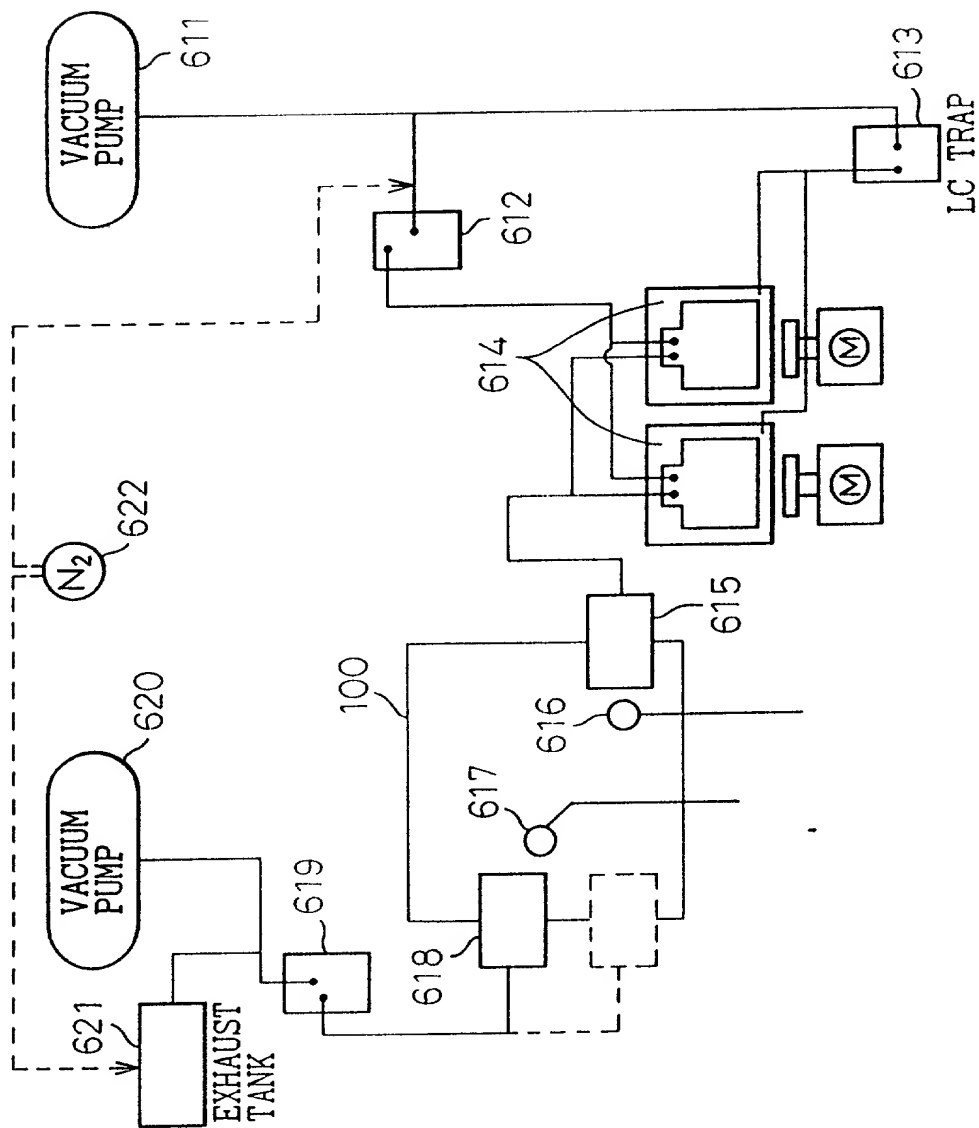 621
EXHAUST
TANK
VACUUM
PUMP
620
N₂
622
VACUUM
PUMP
611
619
100
618
617
616
615
612
614
M
M
613
LC TRAP